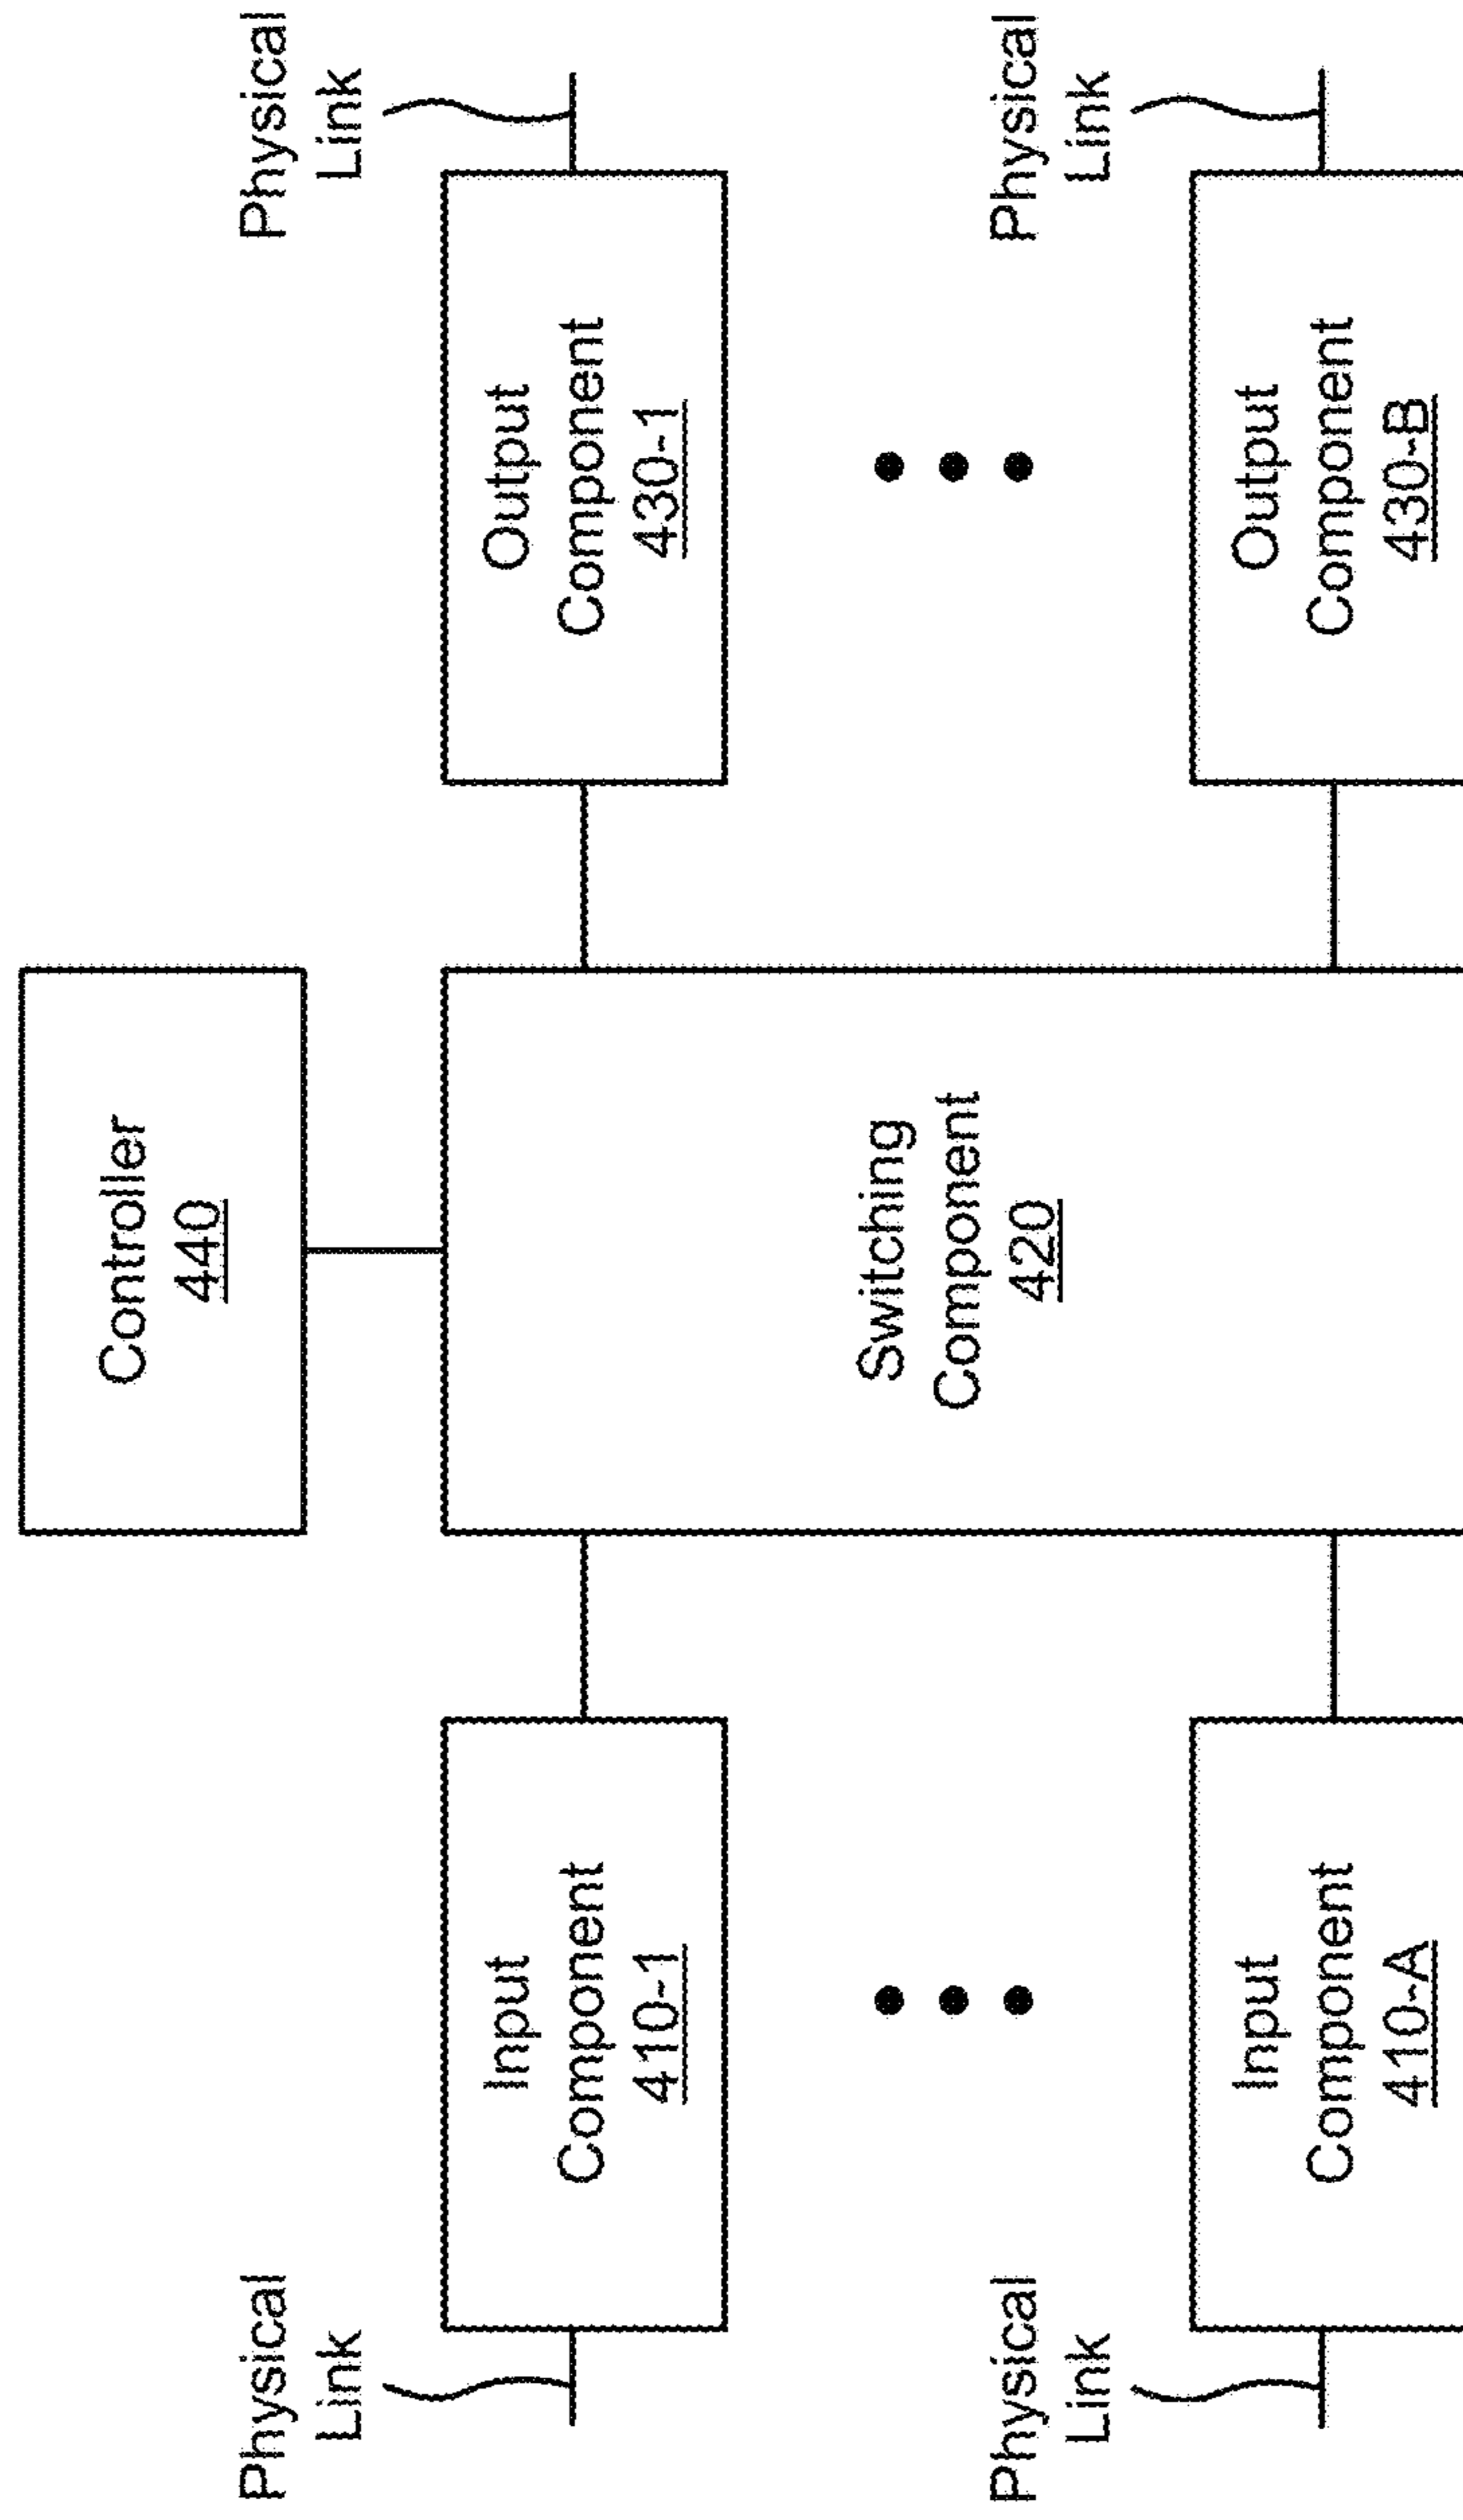 Controller
440
Physical
Link
Input
Component
410-1
Switching
Component
420
Output
Component
430-1
Physical
Link
Physical
Link
Input
Component
410-A
Output
Component
430-B
Physical
Link